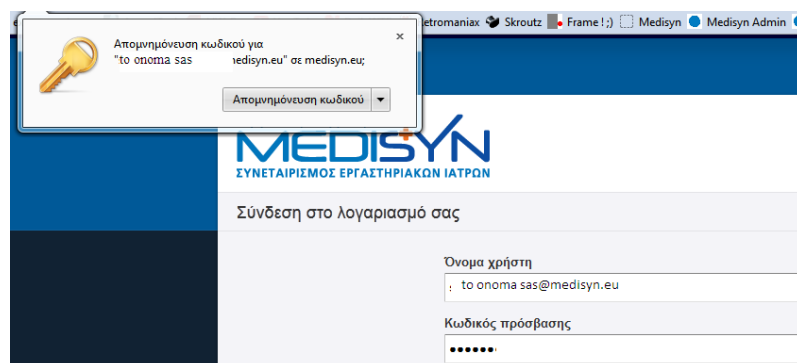 etromaniax Skroutz Frame ! ;) Medisyn Medisyn Admin
Απομνημόνευση κωδικού για
"to onoma sas nedisyn.eu" σε medisyn.eu;
Απομνημόνευση κωδικού
MEDISYN
ΣΥΝΕΤΑΙΡΙΣΜΟΣ ΕΡΓΑΣΤΗΡΙΑΚΩΝ ΙΑΤΡΩΝ
Σύνδεση στο λογαριασμό σας
Όνομα χρήστη
to onoma sas@medisyn.eu
Κωδικός πρόσβασης